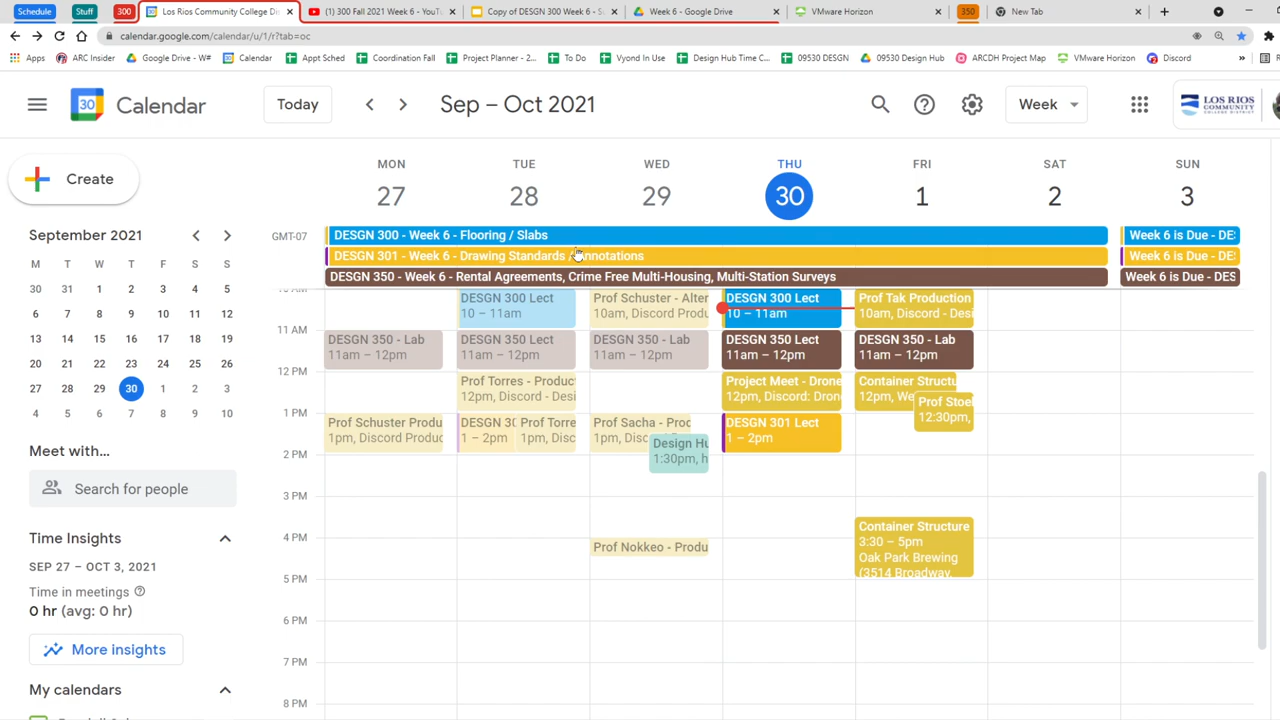 Schedule
Stuff
300
Los Rios Community College Di
(1) 300 Fall 2021 Week 6 - YouT
Copy of DESGN 300 Week 6 - S
Week 6 - Google Drive
VMware Horizon
350
New Tab
calendar.google.com/calendar/u/1/r?tab=oc
Apps
ARC Insider
Google Drive - W#
Calendar
Appt Sched
Coordination Fall
Project Planner - 2...
To Do
Vyond In Use
Design Hub Time C...
09530 DESGN
09530 Design Hub
ARCDH Project Map
VMware Horizon
Discord
30
Calendar
Today
Sep – Oct 2021
Week
LOS RIOS
COMMUNITY
COLLEGE DISTRICT
Create
MON TUE WED THU FRI SAT SUN
27 28 29 30 1 2 3
GMT-07
DESGN 300 - Week 6 - Flooring / Slabs
Week 6 is Due - DE
DESGN 301 - Week 6 - Drawing Standards / Annotations
Week 6 is Due - DE
DESGN 350 - Week 6 - Rental Agreements, Crime Free Multi-Housing, Multi-Station Surveys
Week 6 is Due - DES
September 2021
M T W T F S S
30 31 1 2 3 4 5
6 7 8 9 10 11 12
13 14 15 16 17 18 19
20 21 22 23 24 25 26
27 28 29 30 1 2 3
4 5 6 7 8 9 10
Meet with...
Search for people
Time Insights
SEP 27 – OCT 3, 2021
Time in meetings
0 hr (avg: 0 hr)
More insights
My calendars
10 AM
11 AM
12 PM
1 PM
2 PM
3 PM
4 PM
5 PM
6 PM
7 PM
8 PM
DESGN 350 - Lab
11am – 12pm
Prof Schuster Produ
1pm, Discord Produc
DESGN 300 Lect
10 – 11am
DESGN 350 Lect
11am – 12pm
Prof Torres - Product
12pm, Discord - Desi
DESGN 30
1 – 2pm
Prof Torre
1pm, Disc
Prof Schuster - Alter
10am, Discord Produ
DESGN 350 - Lab
11am – 12pm
Prof Sacha - Proc
1pm, Disc
Design Hu
1:30pm, h
Prof Nokkeo - Produ
DESGN 300 Lect
10 – 11am
DESGN 350 Lect
11am – 12pm
Project Meet - Drone
12pm, Discord: Dron
DESGN 301 Lect
1 – 2pm
Prof Tak Production
10am, Discord - Desi
DESGN 350 - Lab
11am – 12pm
Container Structu
12pm, We
Prof Stoe
12:30pm,
Container Structure
3:30 – 5pm
Oak Park Brewing
(3514 Broadway,